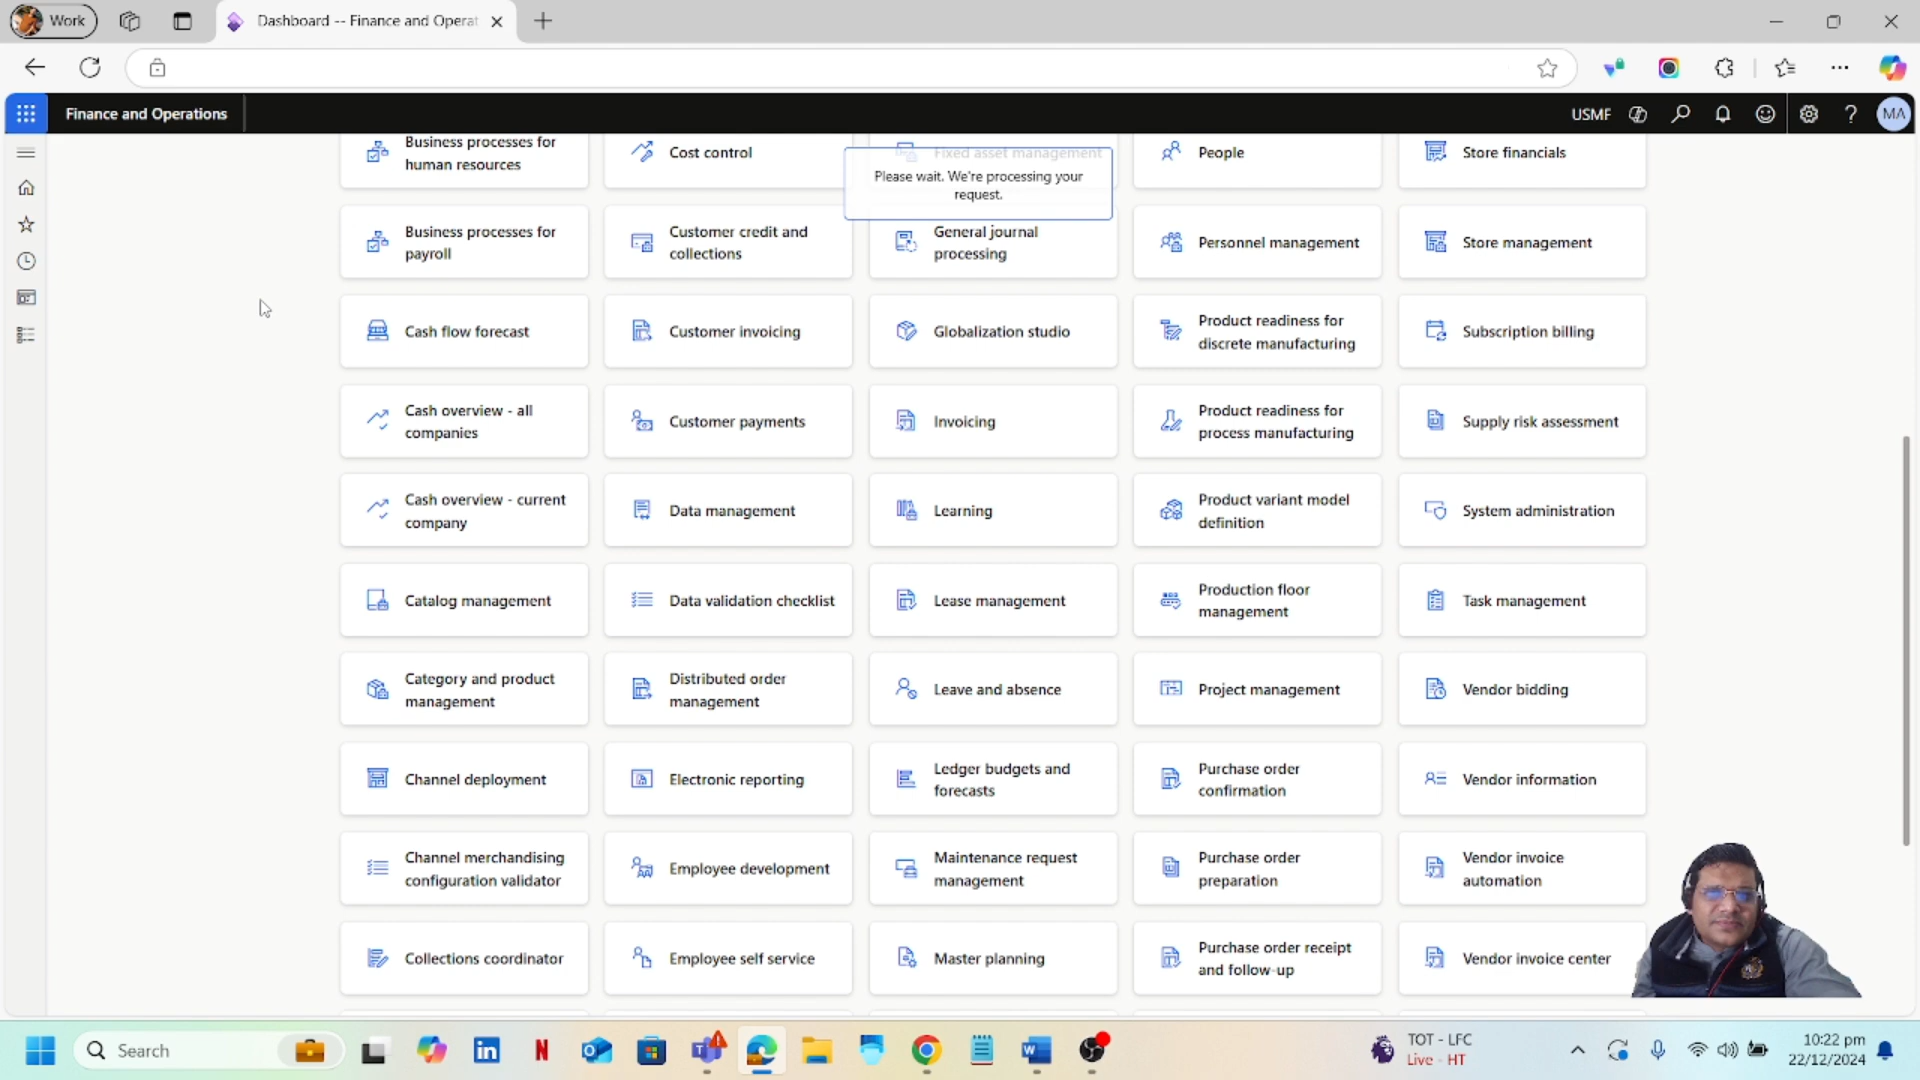 Work
Dashboard -- Finance and Operat
Finance and Operations
USMF
MA
Business processes for
human resources
Cost control
Fixed asset management
People
Store financials
Please wait. We're processing your
request.
Business processes for
payroll
Customer credit and
collections
General journal
processing
Personnel management
Store management
Cash flow forecast
Customer invoicing
Globalization studio
Product readiness for
discrete manufacturing
Subscription billing
Cash overview - all
companies
Customer payments
Invoicing
Product readiness for
process manufacturing
Supply risk assessment
Cash overview - current
company
Data management
Learning
Product variant model
definition
System administration
Catalog management
Data validation checklist
Lease management
Production floor
management
Task management
Category and product
management
Distributed order
management
Leave and absence
Project management
Vendor bidding
Channel deployment
Electronic reporting
Ledger budgets and
forecasts
Purchase order
confirmation
Vendor information
Channel merchandising
configuration validator
Employee development
Maintenance request
management
Purchase order
preparation
Vendor invoice
automation
Collections coordinator
Employee self service
Master planning
Purchase order receipt
and follow-up
Vendor invoice center
Search
TOT - LFC
Live - HT
10:22 pm
22/12/2024